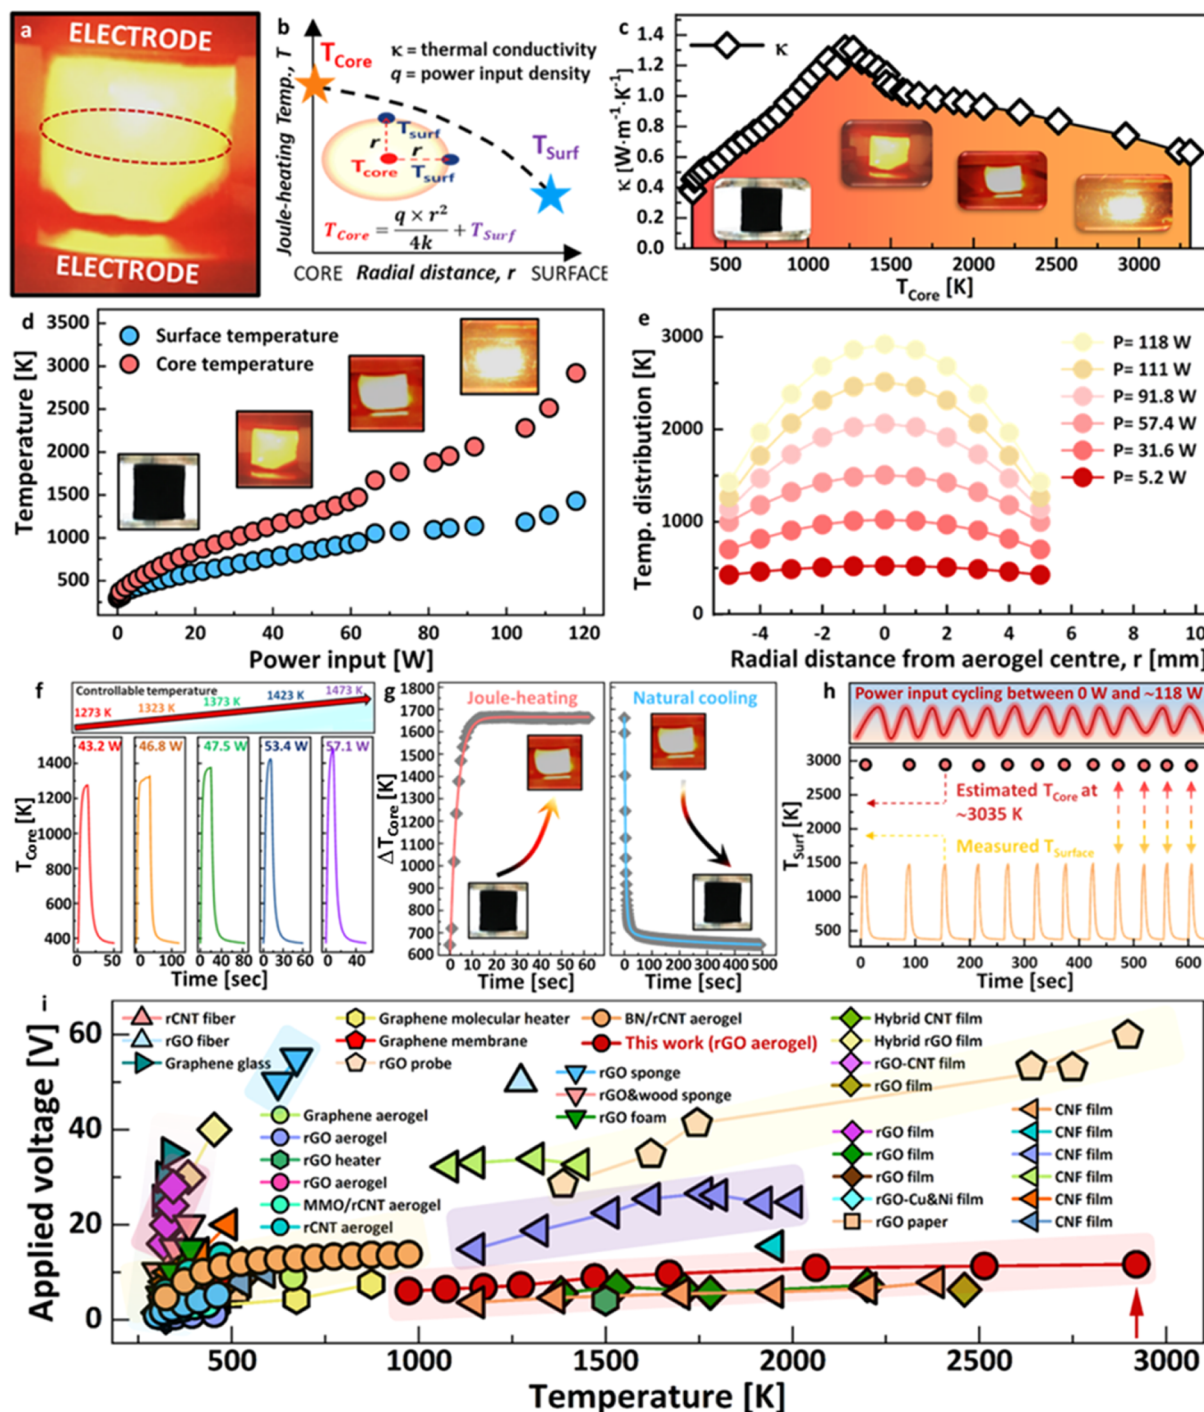 a
ELECTRODE
ELECTRODE
b
Joule-heating Temp., T
T_Core
κ = thermal conductivity
q = power input density
T_surf
r
r
T_core
T_surf
T_Surf
T_Core = q × r² / 4k + T_Surf
CORE Radial distance, r SURFACE
c
κ [W·m⁻¹·K⁻¹]
κ
1.4
1.2
1.0
0.8
0.6
0.4
0.2
0.0
500 1000 1500 2000 2500 3000
T_Core [K]
d
Temperature [K]
Surface temperature
Core temperature
3500
3000
2500
2000
1500
1000
500
0 20 40 60 80 100 120
Power input [W]
e
Temp. distribution [K]
3000
2000
1000
0
P= 118 W
P= 111 W
P= 91.8 W
P= 57.4 W
P= 31.6 W
P= 5.2 W
-4 -2 0 2 4 6 8 10
Radial distance from aerogel centre, r [mm]
f
Controllable temperature
1273 K 1323 K 1373 K 1423 K 1473 K
43.2 W 46.8 W 47.5 W 53.4 W 57.1 W
T_Core [K]
1400
1200
1000
800
600
400
0 50 0 100 0 40 80 0 30 60 0 40
Time [sec]
Time [sec]
g
Joule-heating
Natural cooling
ΔT_Core [K]
1700
1600
1500
1400
1300
1200
1100
1000
900
800
700
600
0 10 20 30 40 50 60
0 100 200 300 400 500
Time [sec]
Time [sec]
h
Power input cycling between 0 W and ~118 W
T_Surf [K]
3000
2500
2000
1500
1000
500
Estimated T_Core at
~3035 K
Measured T_Surface
0 100 200 300 400 500 600
Time [sec]
i
Applied voltage [V]
60
40
20
0
rCNT fiber
rGO fiber
Graphene glass
Graphene molecular heater
Graphene membrane
rGO probe
BN/rCNT aerogel
This work (rGO aerogel)
rGO sponge
rGO&wood sponge
rGO foam
Hybrid CNT film
Hybrid rGO film
rGO-CNT film
rGO film
Graphene aerogel
rGO aerogel
rGO heater
rGO aerogel
MMO/rCNT aerogel
rCNT aerogel
rGO film
rGO film
rGO film
rGO-Cu&Ni film
rGO paper
CNF film
CNF film
CNF film
CNF film
CNF film
CNF film
500 1000 1500 2000 2500 3000
Temperature [K]